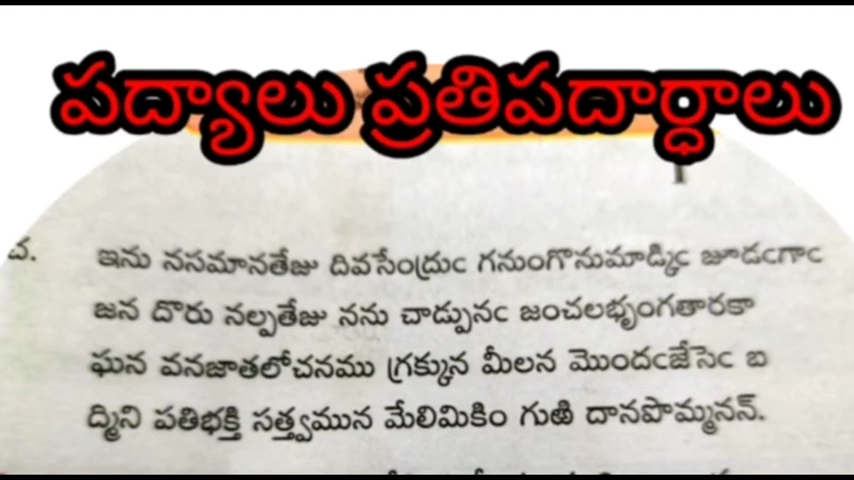 పద్యాలు ప్రతిపదార్ధాలు
చ. ఇను నసమానతేజు దివసేంద్రుఁ గనుంగొనుమాడ్కిఁ జూడఁగాఁ
జన దొరు నల్పతేజు నను చాడ్పునఁ జంచలభృంగతారకా
ఘన వనజాతలోచనము గ్రక్కున మీలన మొందఁజేసెఁ బ
ద్మిని పతిభక్తి సత్త్వమున మేలిమికిం గుఱి దానపొమ్మనన్.